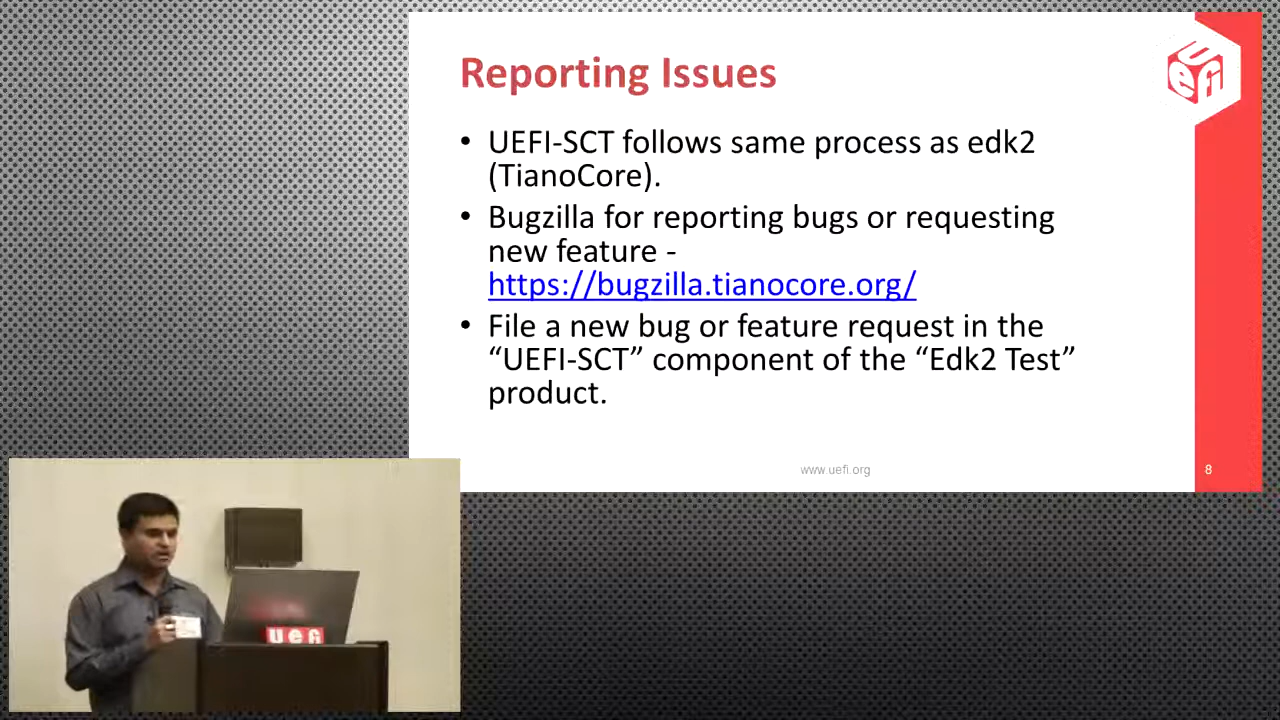 Reporting Issues
UEFI
• UEFI-SCT follows same process as edk2
(TianoCore).
• Bugzilla for reporting bugs or requesting
new feature -
https://bugzilla.tianocore.org/
• File a new bug or feature request in the
“UEFI-SCT” component of the “Edk2 Test”
product.
www.uefi.org
8
UEFI